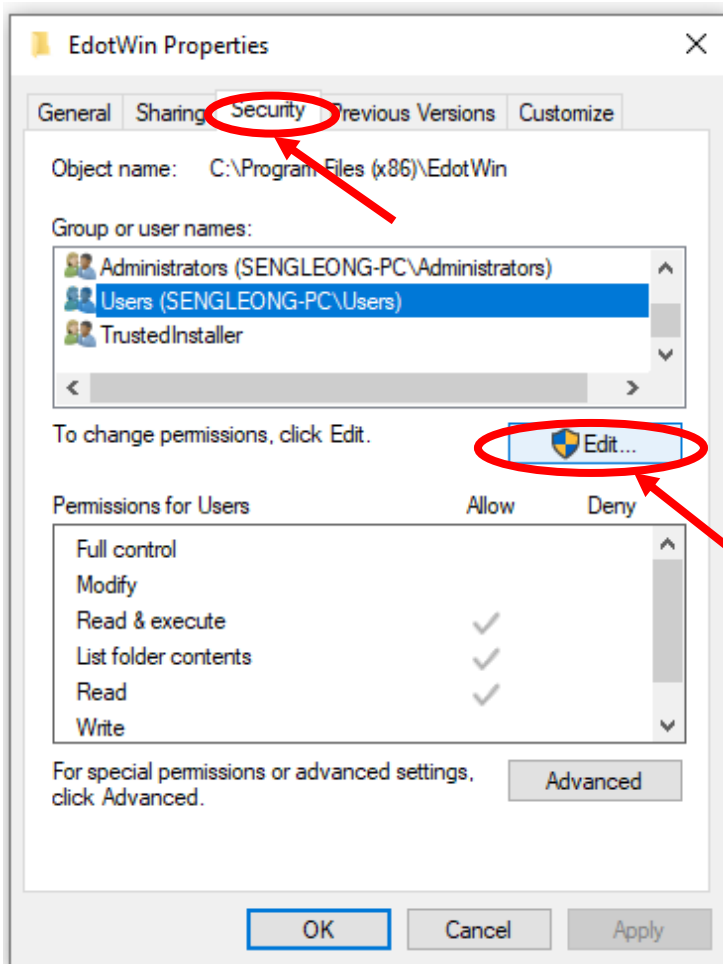 EdotWin Properties
General Sharing Security Previous Versions Customize
Object name: C:\Program Files (x86)\EdotWin
Group or user names:
Administrators (SENGLEONG-PC\Administrators)
Users (SENGLEONG-PC\Users)
TrustedInstaller
To change permissions, click Edit.
Edit...
Permissions for Users Allow Deny
Full control
Modify
Read & execute
List folder contents
Read
Write
For special permissions or advanced settings,
click Advanced.
Advanced
OK Cancel Apply